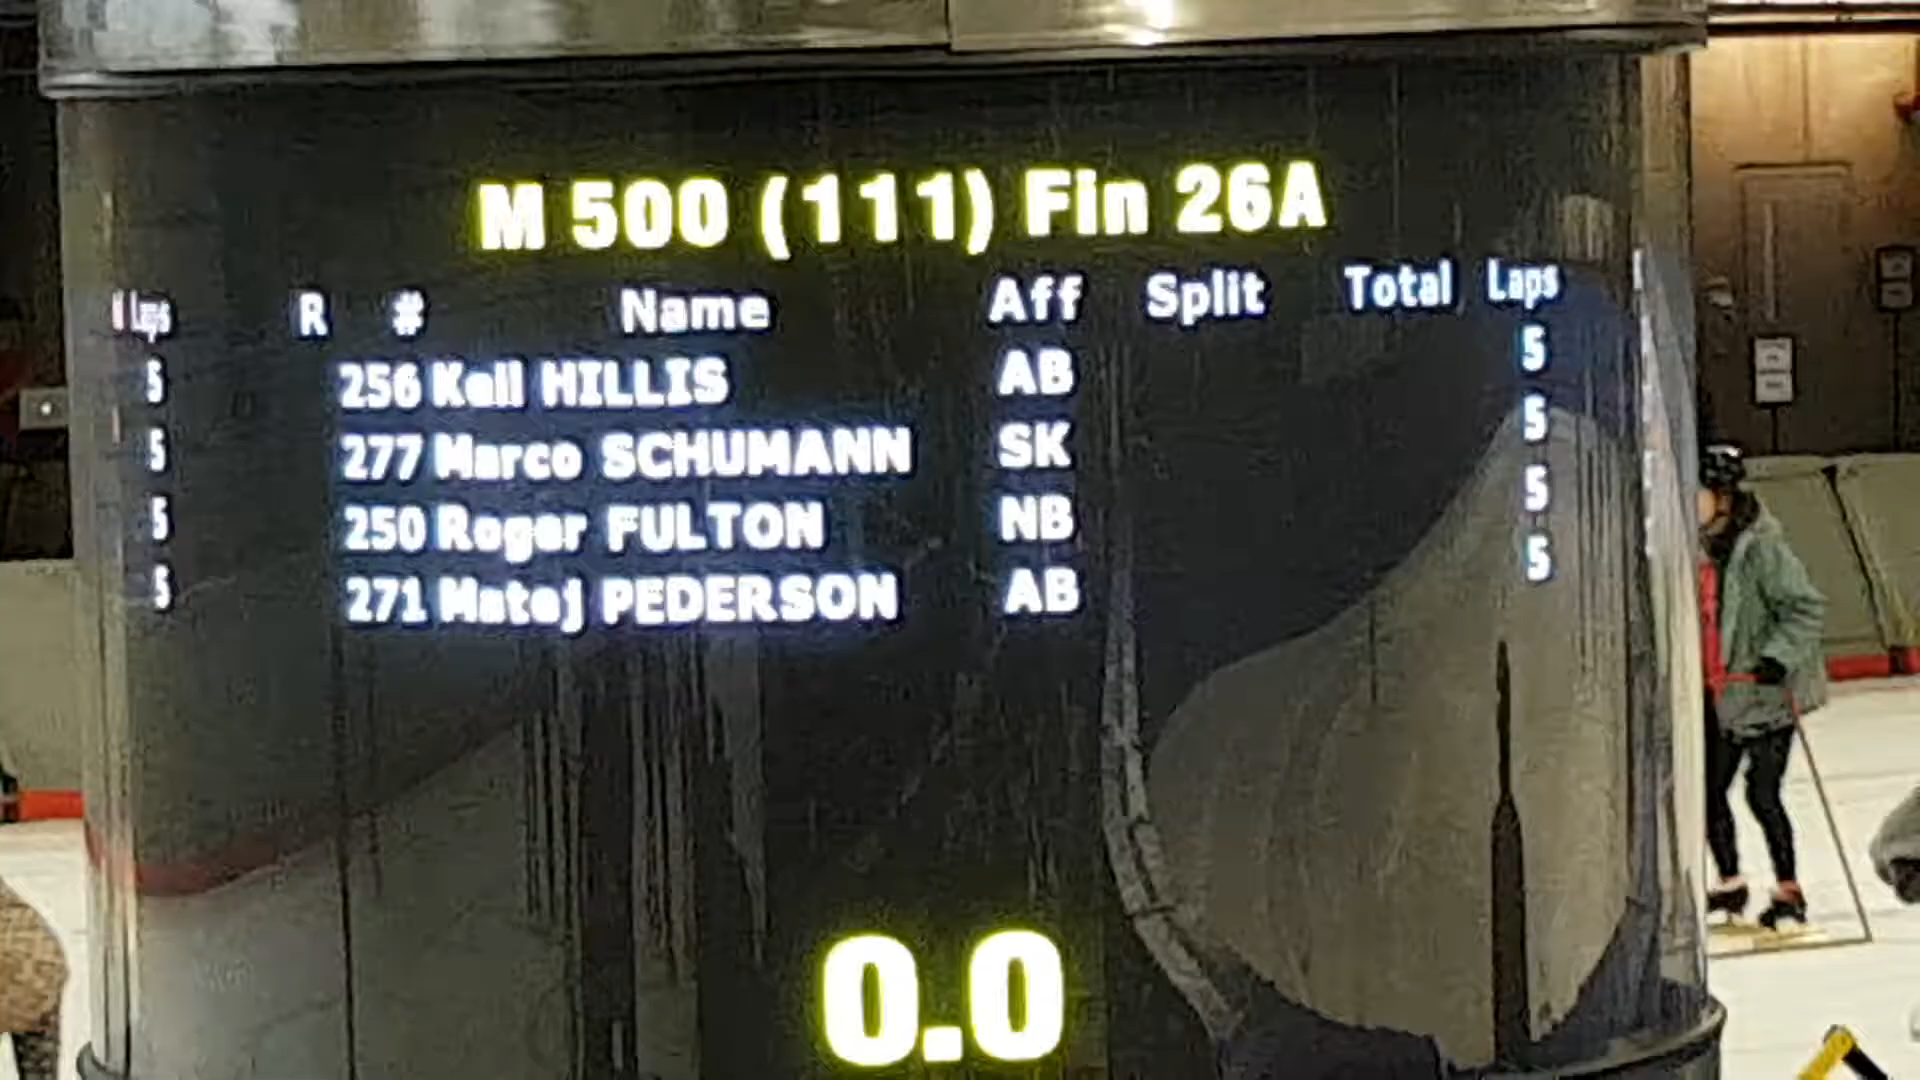 M 500 (111) Fin 26A
Laps R # Name Aff Split Total Laps
5 256 Kall HILLIS AB 5
5 277 Marco SCHUMANN SK 5
5 250 Roger FULTON NB 5
5 271 Matej PEDERSON AB 5
0.0